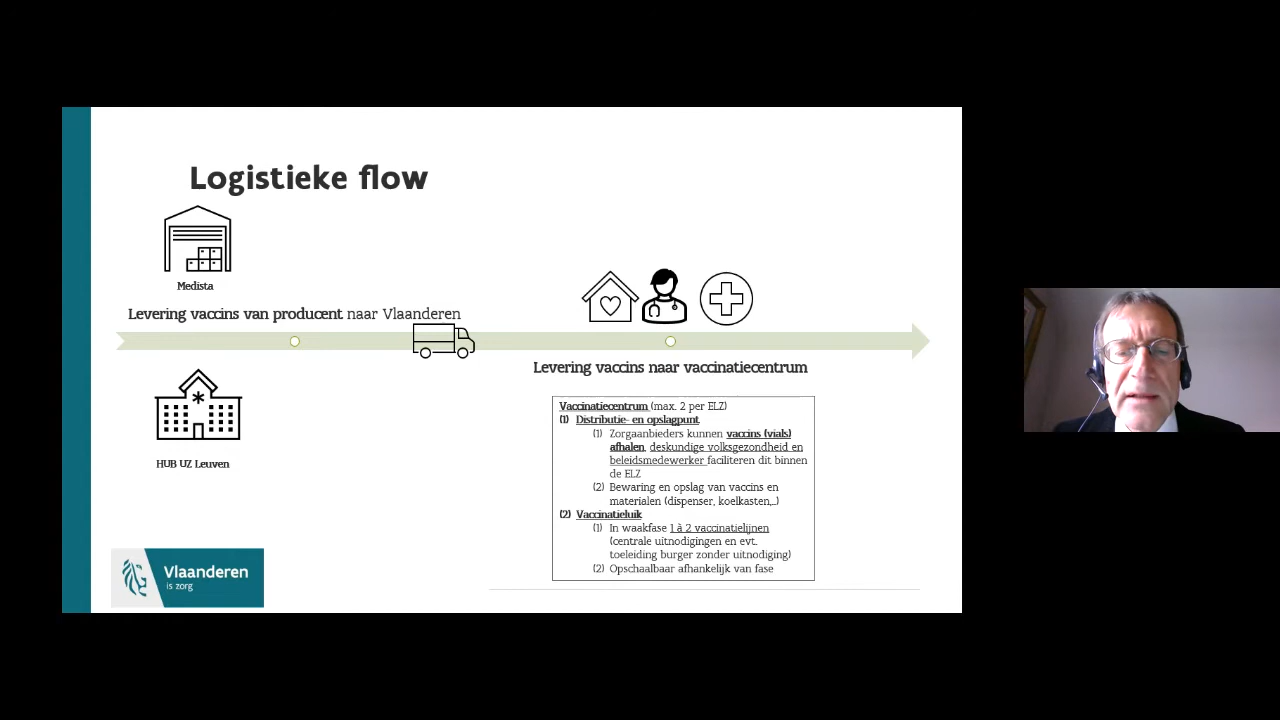 Logistieke flow
Medista
Levering vaccins van producent naar Vlaanderen
Levering vaccins naar vaccinatiecentrum
HUB UZ Leuven
Vaccinatiecentrum (max. 2 per ELZ)
(1) Distributie- en opslagpunt
(1) Zorgaanbieders kunnen vaccins (vials)
afhalen, deskundige volksgezondheid en
beleidsmedewerker faciliteren dit binnen
de ELZ
(2) Bewaring en opslag van vaccins en
materialen (dispenser, koelkasten,...)
(2) Vaccinatieluik
(1) In waakfase 1 à 2 vaccinatielijnen
(centrale uitnodigingen en evt.
toeleiding burger zonder uitnodiging)
(2) Opschaalbaar afhankelijk van fase
Vlaanderen
is zorg